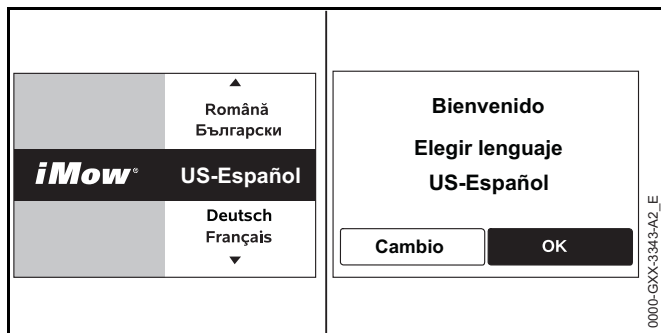 Română
Български
iMow®
US-Español
Deutsch
Français
Bienvenido
Elegir lenguaje
US-Español
Cambio
OK
0000-GXX-3343-A2_E